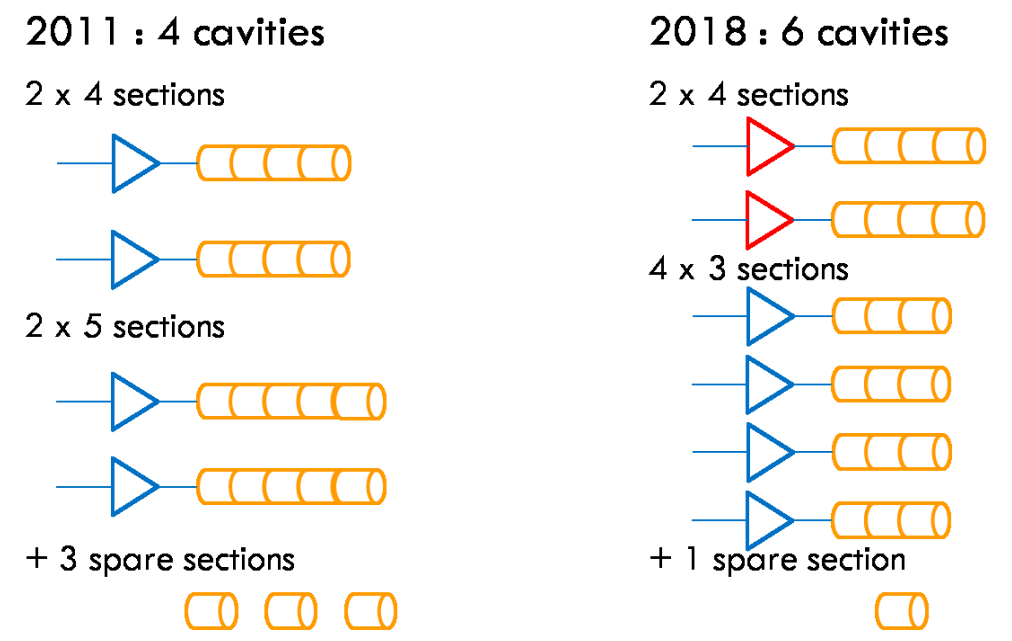 2011 : 4 cavities
2 x 4 sections
2 x 5 sections
+ 3 spare sections
2018 : 6 cavities
2 x 4 sections
4 x 3 sections
+ 1 spare section